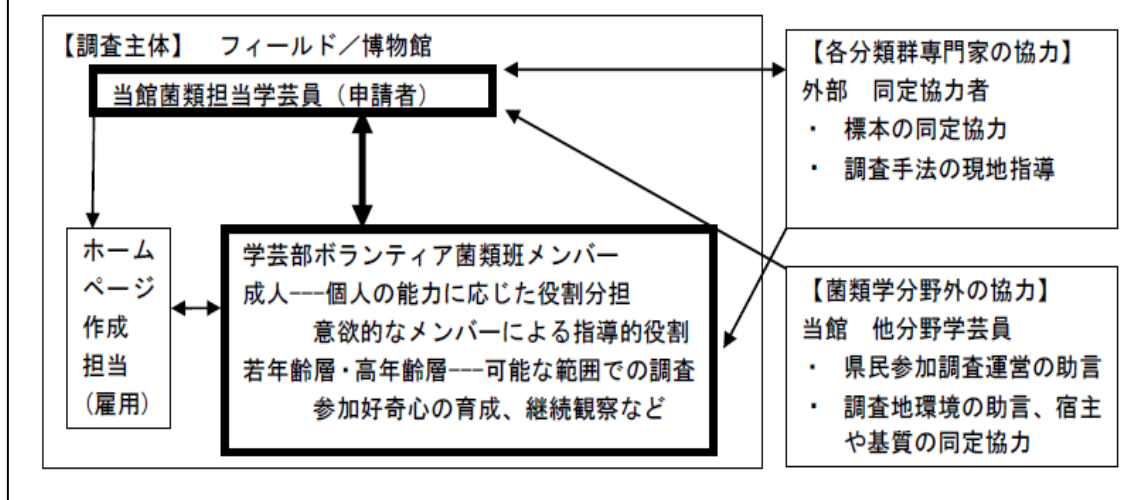 【調査主体】　フィールド／博物館
当館菌類担当学芸員（申請者）
ホーム
ページ
作成
担当
(雇用)
学芸部ボランティア菌類班メンバー
成人---個人の能力に応じた役割分担
意欲的なメンバーによる指導的役割
若年齢層・高年齢層---可能な範囲での調査
参加好奇心の育成、継続観察など
【各分類群専門家の協力】
外部　同定協力者
・　標本の同定協力
・　調査手法の現地指導
【菌類学分野外の協力】
当館　他分野学芸員
・　県民参加調査運営の助言
・　調査地環境の助言、宿主
や基質の同定協力